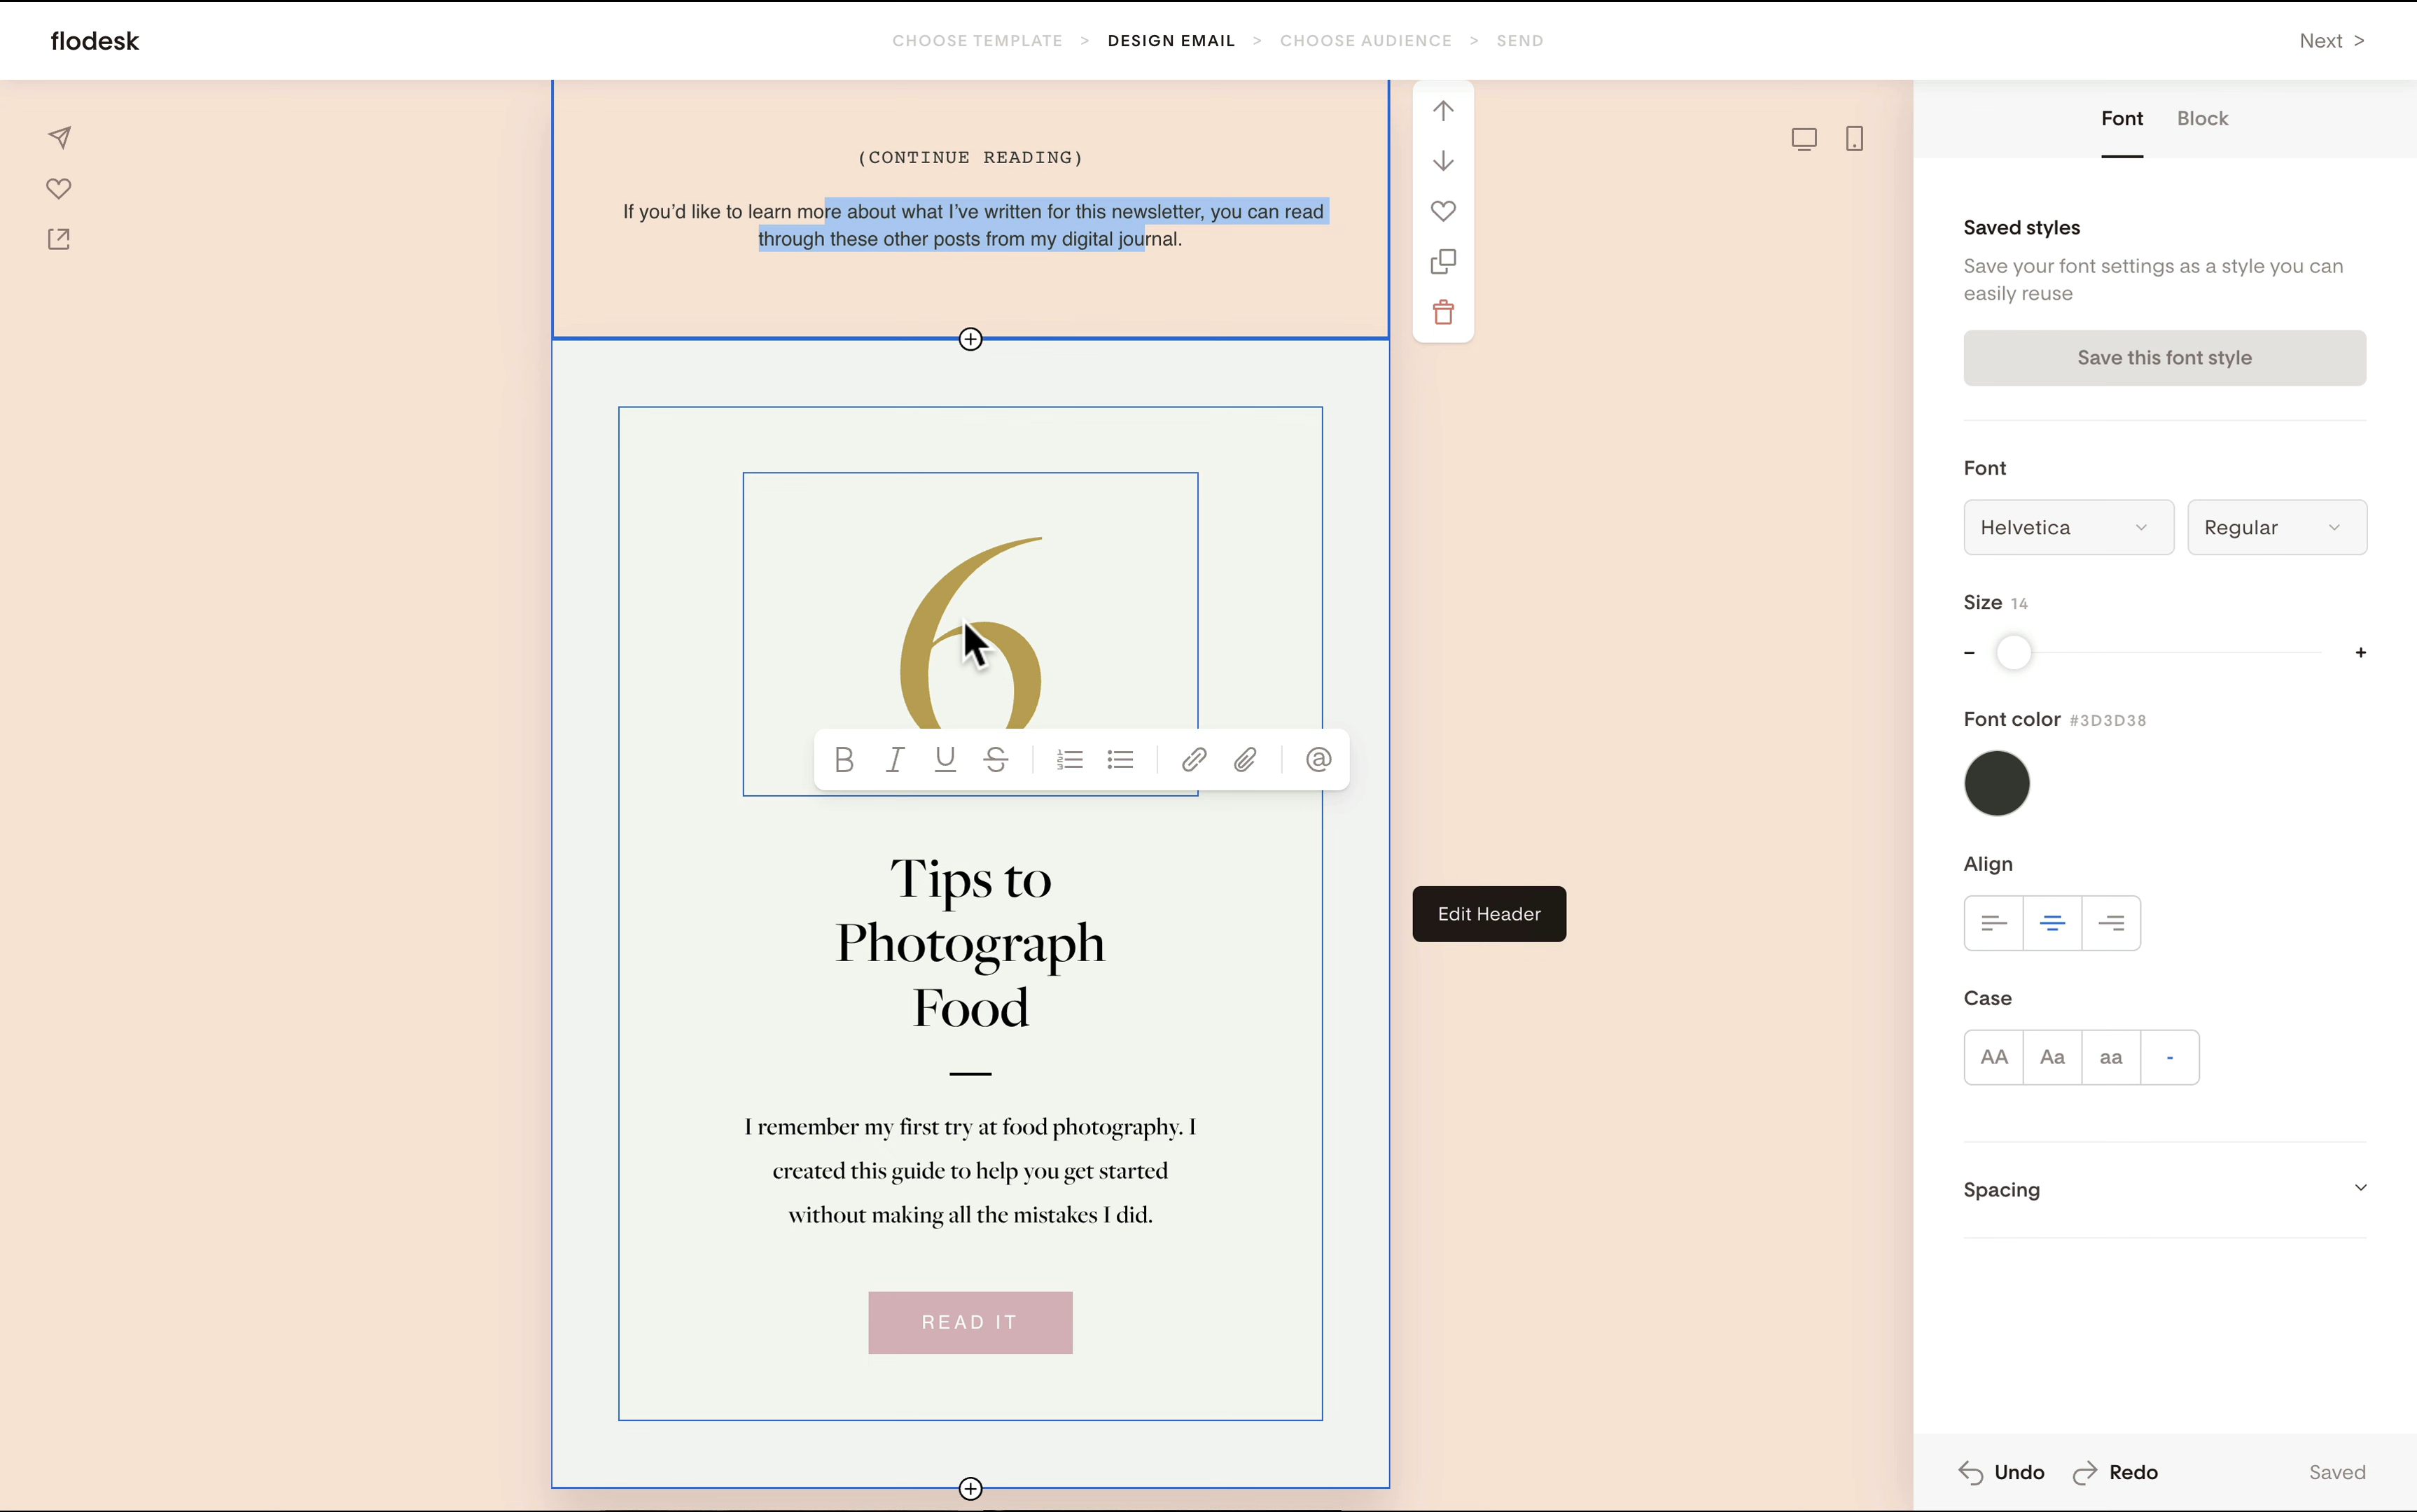 flodesk
CHOOSE TEMPLATE > DESIGN EMAIL > CHOOSE AUDIENCE > SEND
Next >
(CONTINUE READING)
If you’d like to learn more about what I’ve written for this newsletter, you can read
through these other posts from my digital journal.
6
B I U S @
Tips to
Photograph
Food
I remember my first try at food photography. I
created this guide to help you get started
without making all the mistakes I did.
READ IT
Edit Header
Font Block
Saved styles
Save your font settings as a style you can
easily reuse
Save this font style
Font
Helvetica Regular
Size 14
- +
Font color #3D3D38
Align
Case
AA Aa aa -
Spacing
Undo Redo Saved